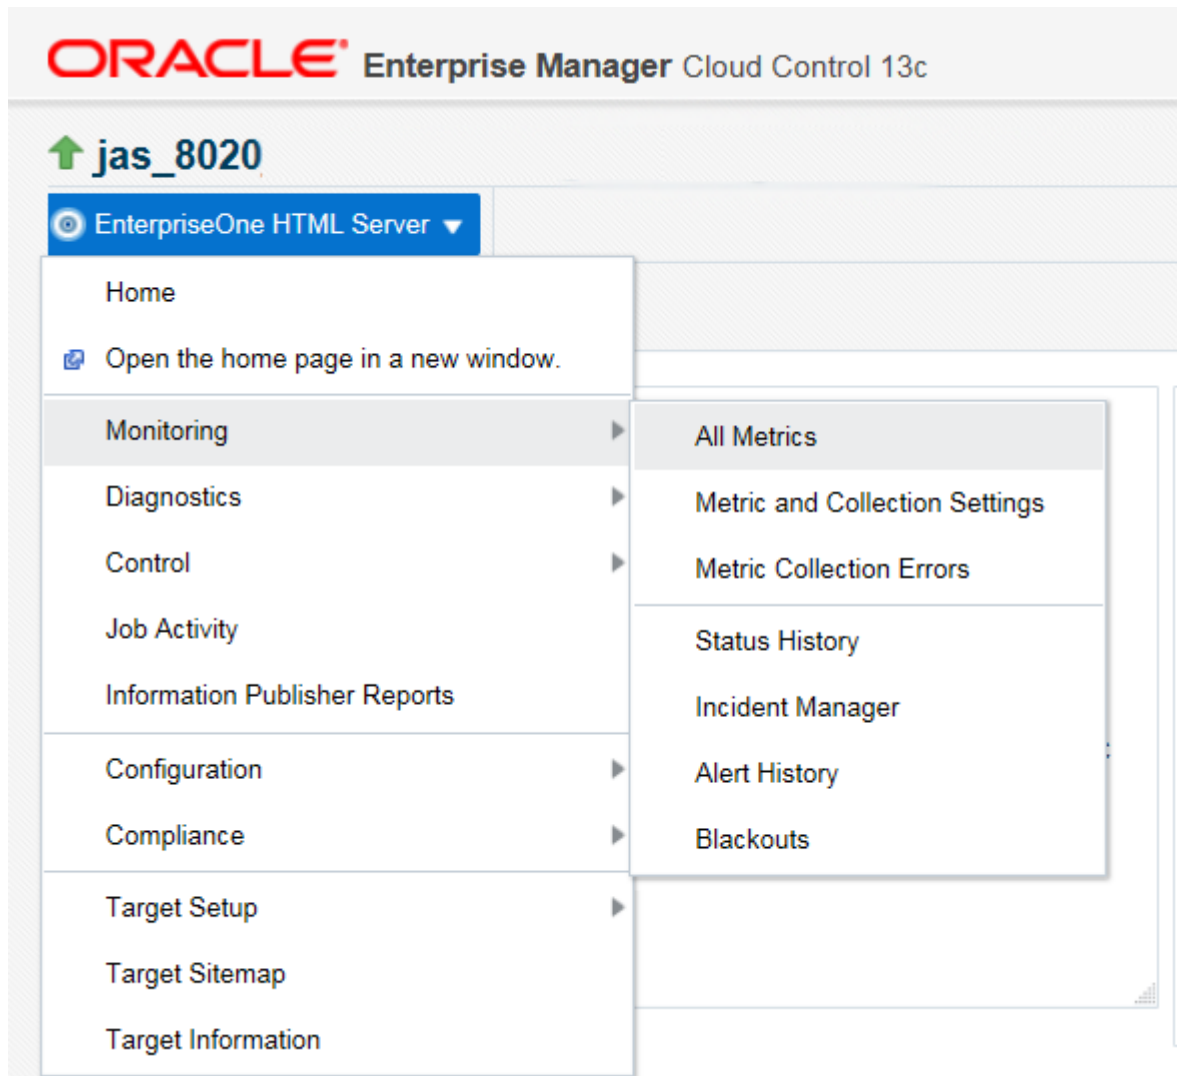 ORACLE Enterprise Manager Cloud Control 13c
jas_8020
EnterpriseOne HTML Server
Home
Open the home page in a new window.
Monitoring
Diagnostics
Control
Job Activity
Information Publisher Reports
Configuration
Compliance
Target Setup
Target Sitemap
Target Information
All Metrics
Metric and Collection Settings
Metric Collection Errors
Status History
Incident Manager
Alert History
Blackouts